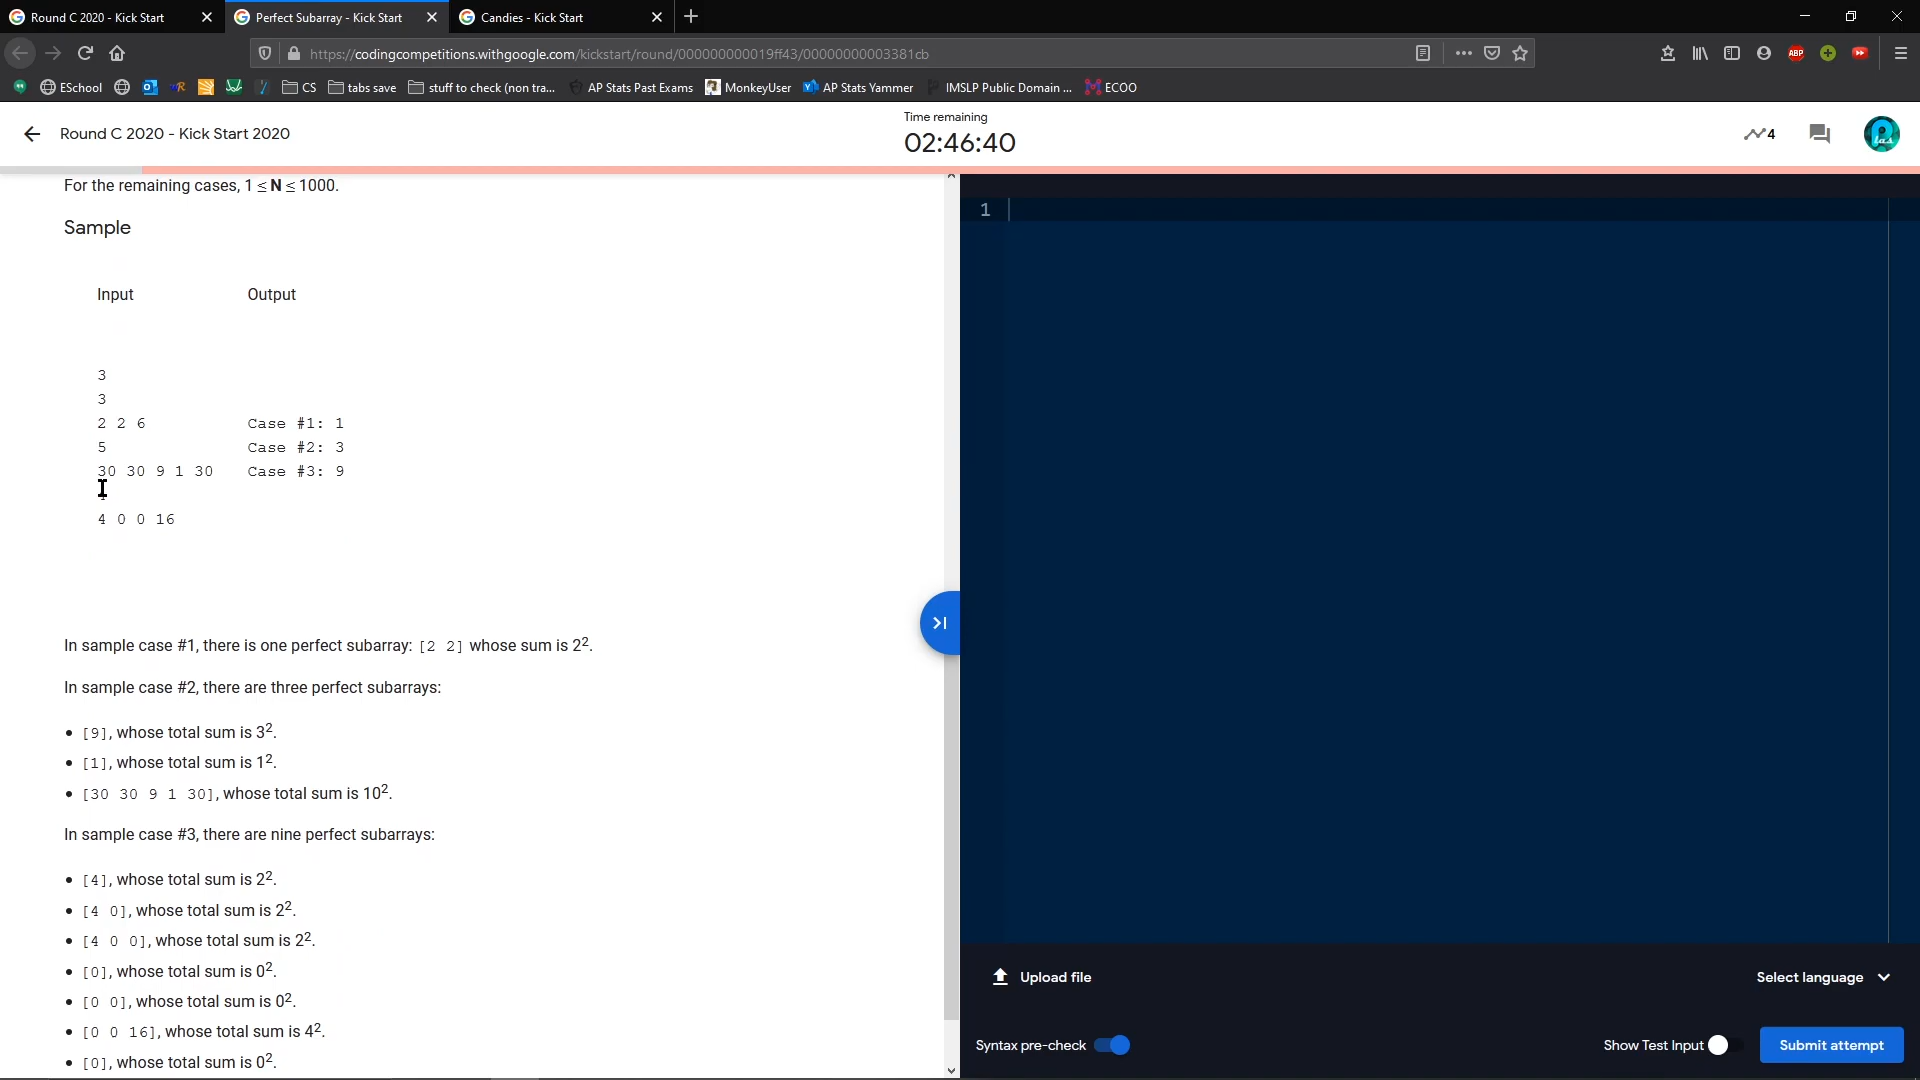 Round C 2020 - Kick Start
Perfect Subarray - Kick Start
Candies - Kick Start
https://codingcompetitions.withgoogle.com/kickstart/round/000000000019ff43/00000000003381cb
ABP
ESchool
CS
tabs save
stuff to check (non tra...
AP Stats Past Exams
MonkeyUser
AP Stats Yammer
IMSLP Public Domain ...
ECOO
Round C 2020 - Kick Start 2020
Time remaining
02:46:40
4
For the remaining cases, 1 ≤ N ≤ 1000.
Sample
Input Output
3
3
2 2 6 Case #1: 1
5 Case #2: 3
30 30 9 1 30 Case #3: 9
4 0 0 16
In sample case #1, there is one perfect subarray: [2 2] whose sum is 2².
In sample case #2, there are three perfect subarrays:
• [9], whose total sum is 3².
• [1], whose total sum is 1².
• [30 30 9 1 30], whose total sum is 10².
In sample case #3, there are nine perfect subarrays:
• [4], whose total sum is 2².
• [4 0], whose total sum is 2².
• [4 0 0], whose total sum is 2².
• [0], whose total sum is 0².
• [0 0], whose total sum is 0².
• [0 0 16], whose total sum is 4².
• [0], whose total sum is 0².
1
Upload file
Select language
Syntax pre-check
Show Test Input
Submit attempt